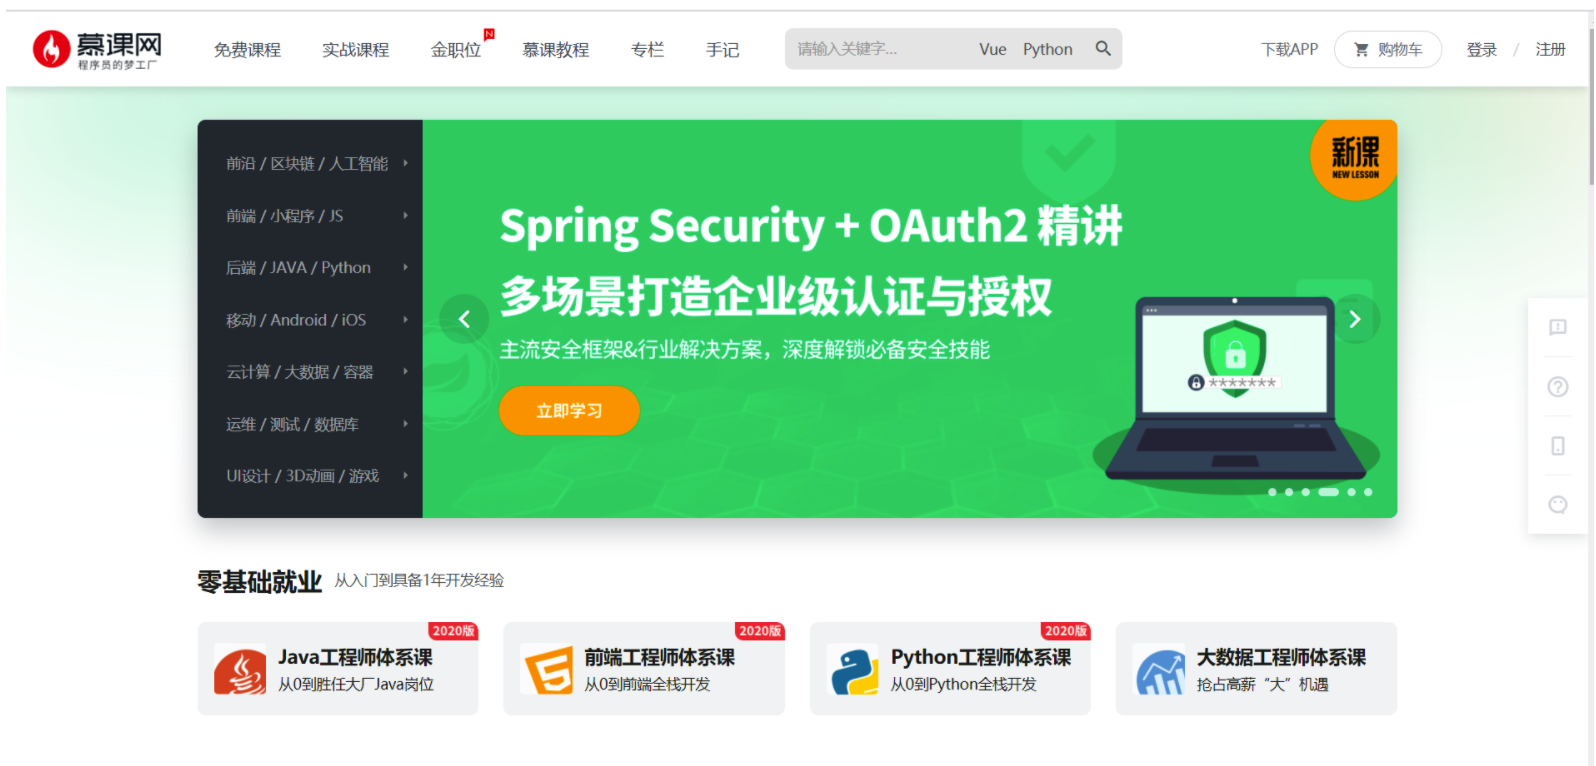 慕课网
程序员的梦工厂
免费课程 实战课程 金职位 N 慕课教程 专栏 手记 请输入关键字... Vue Python 下载APP 购物车 登录 / 注册
前沿 / 区块链 / 人工智能
前端 / 小程序 / JS
后端 / JAVA / Python
移动 / Android / iOS
云计算 / 大数据 / 容器
运维 / 测试 / 数据库
UI设计 / 3D动画 / 游戏
新课
NEW LESSON
Spring Security + OAuth2 精讲
多场景打造企业级认证与授权
主流安全框架&行业解决方案，深度解锁必备安全技能
立即学习
*******
零基础就业 从入门到具备1年开发经验
2020版
Java工程师体系课
从0到胜任大厂Java岗位
2020版
前端工程师体系课
从0到前端全栈开发
2020版
Python工程师体系课
从0到Python全栈开发
大数据工程师体系课
抢占高薪“大”机遇